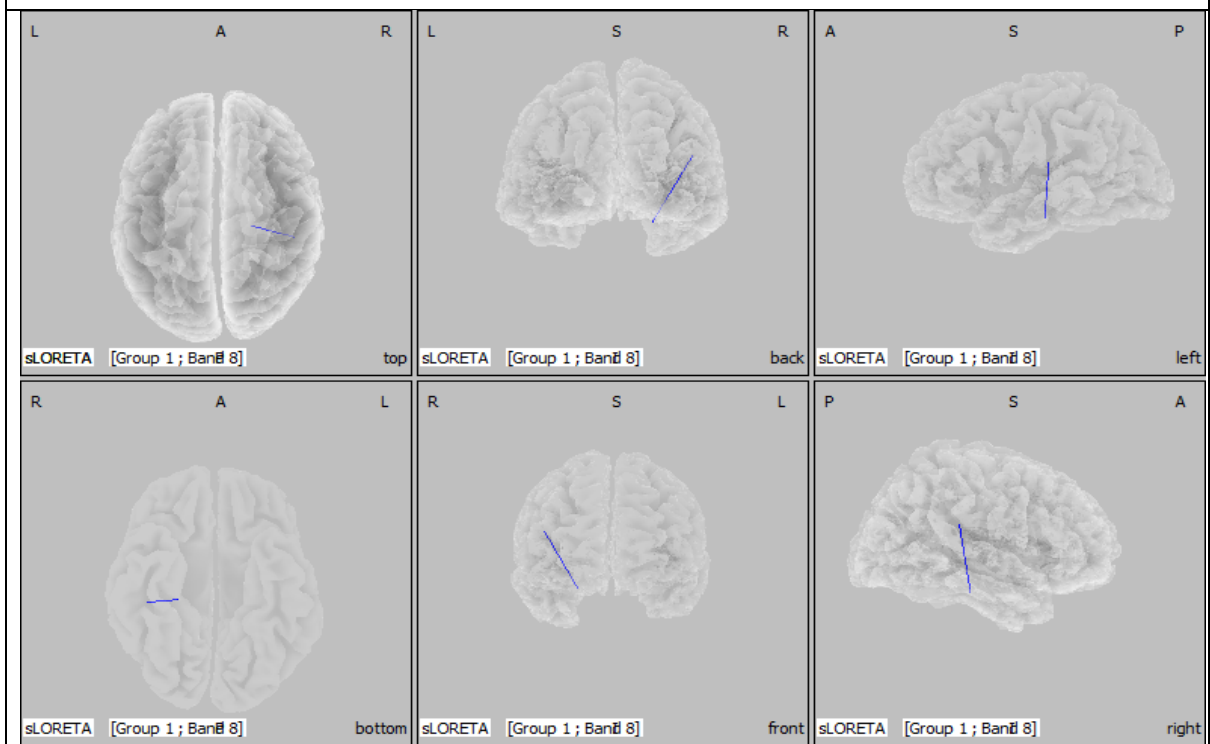 L A R
L S R
A S P
sLORETA [Group 1 ; Band 8] top
sLORETA [Group 1 ; Band 8] back
sLORETA [Group 1 ; Band 8] left
R A L
R S L
P S A
sLORETA [Group 1 ; Band 8] bottom
sLORETA [Group 1 ; Band 8] front
sLORETA [Group 1 ; Band 8] right